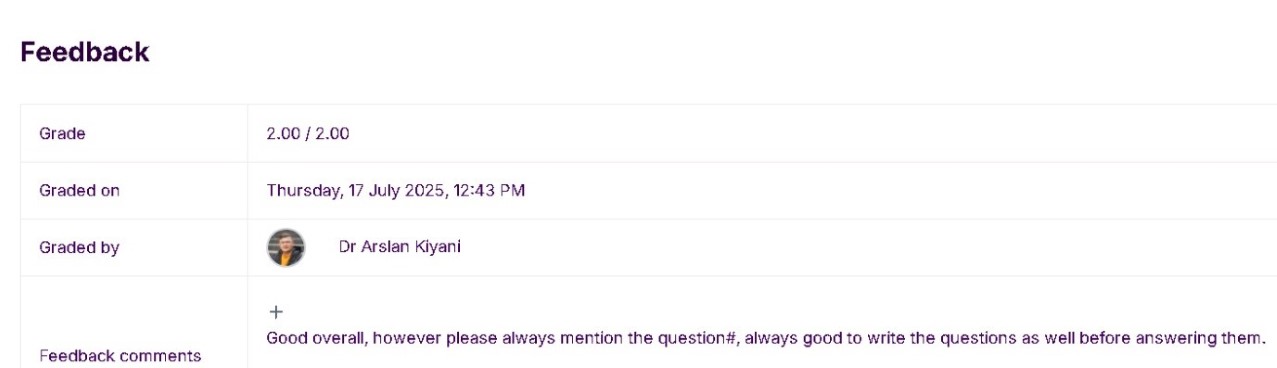 Feedback
Grade 2.00 / 2.00
Graded on Thursday, 17 July 2025, 12:43 PM
Graded by Dr Arslan Kiyani
+
Good overall, however please always mention the question#, always good to write the questions as well before answering them.
Feedback comments